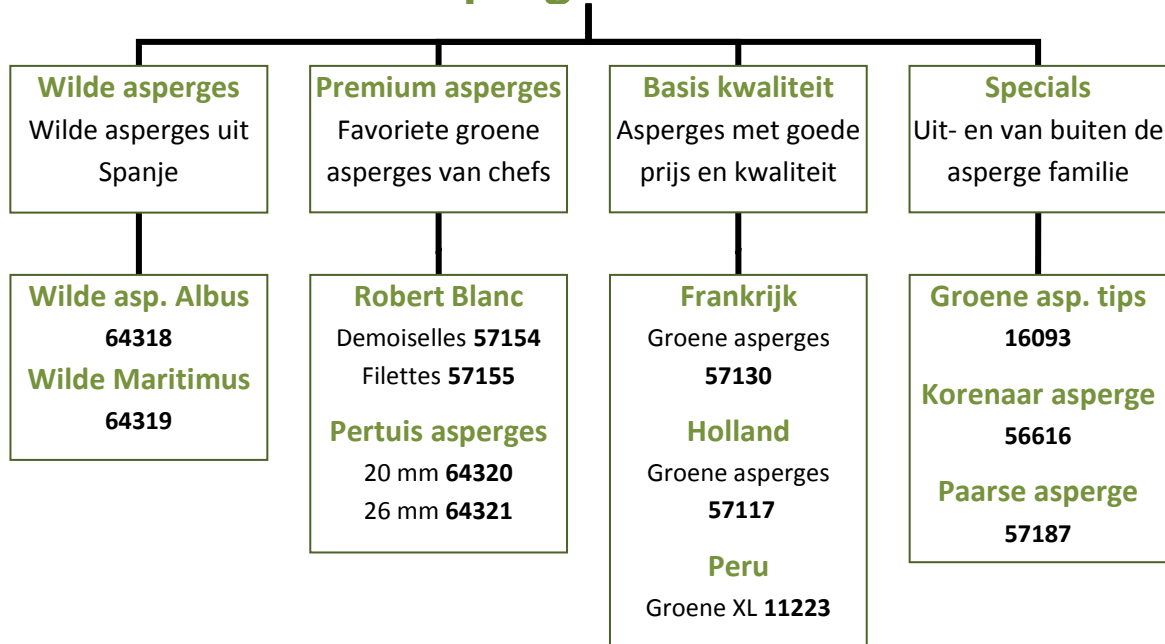 Wilde asperges
Wilde asperges uit
Spanje
Premium asperges
Favoriete groene
asperges van chefs
Basis kwaliteit
Asperges met goede
prijs en kwaliteit
Specials
Uit- en van buiten de
asperge familie
Wilde asp. Albus
64318
Wilde Maritimus
64319
Robert Blanc
Demoiselles 57154
Filettes 57155
Pertuis asperges
20 mm 64320
26 mm 64321
Frankrijk
Groene asperges
57130
Holland
Groene asperges
57117
Peru
Groene XL 11223
Groene asp. tips
16093
Korenaar asperge
56616
Paarse asperge
57187